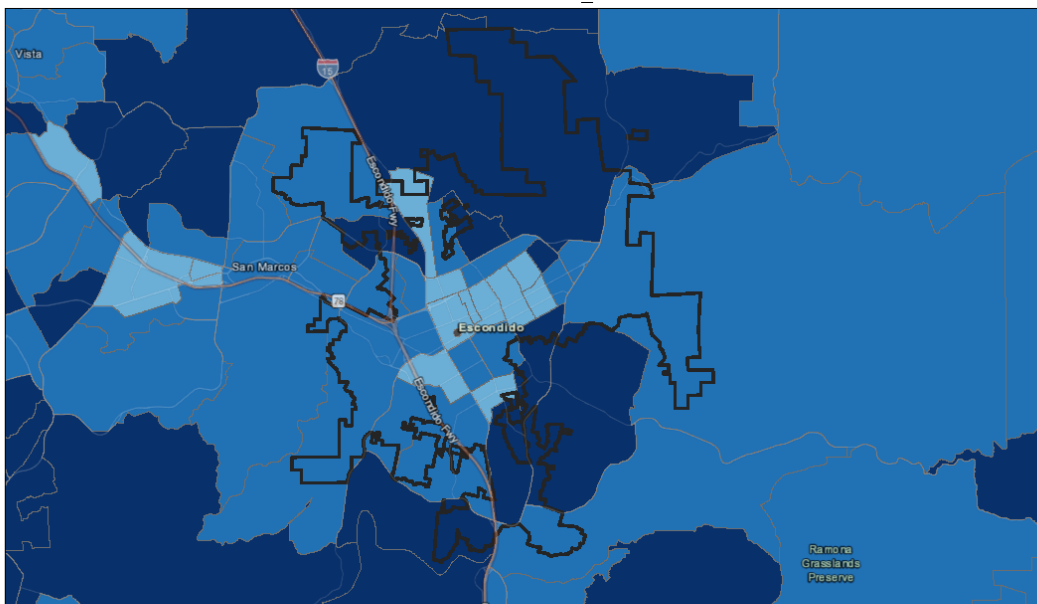 Vista
15
Escondido Fwy
San Marcos
78
Escondido
Escondido Fwy
Ramona
Grasslands
Preserve